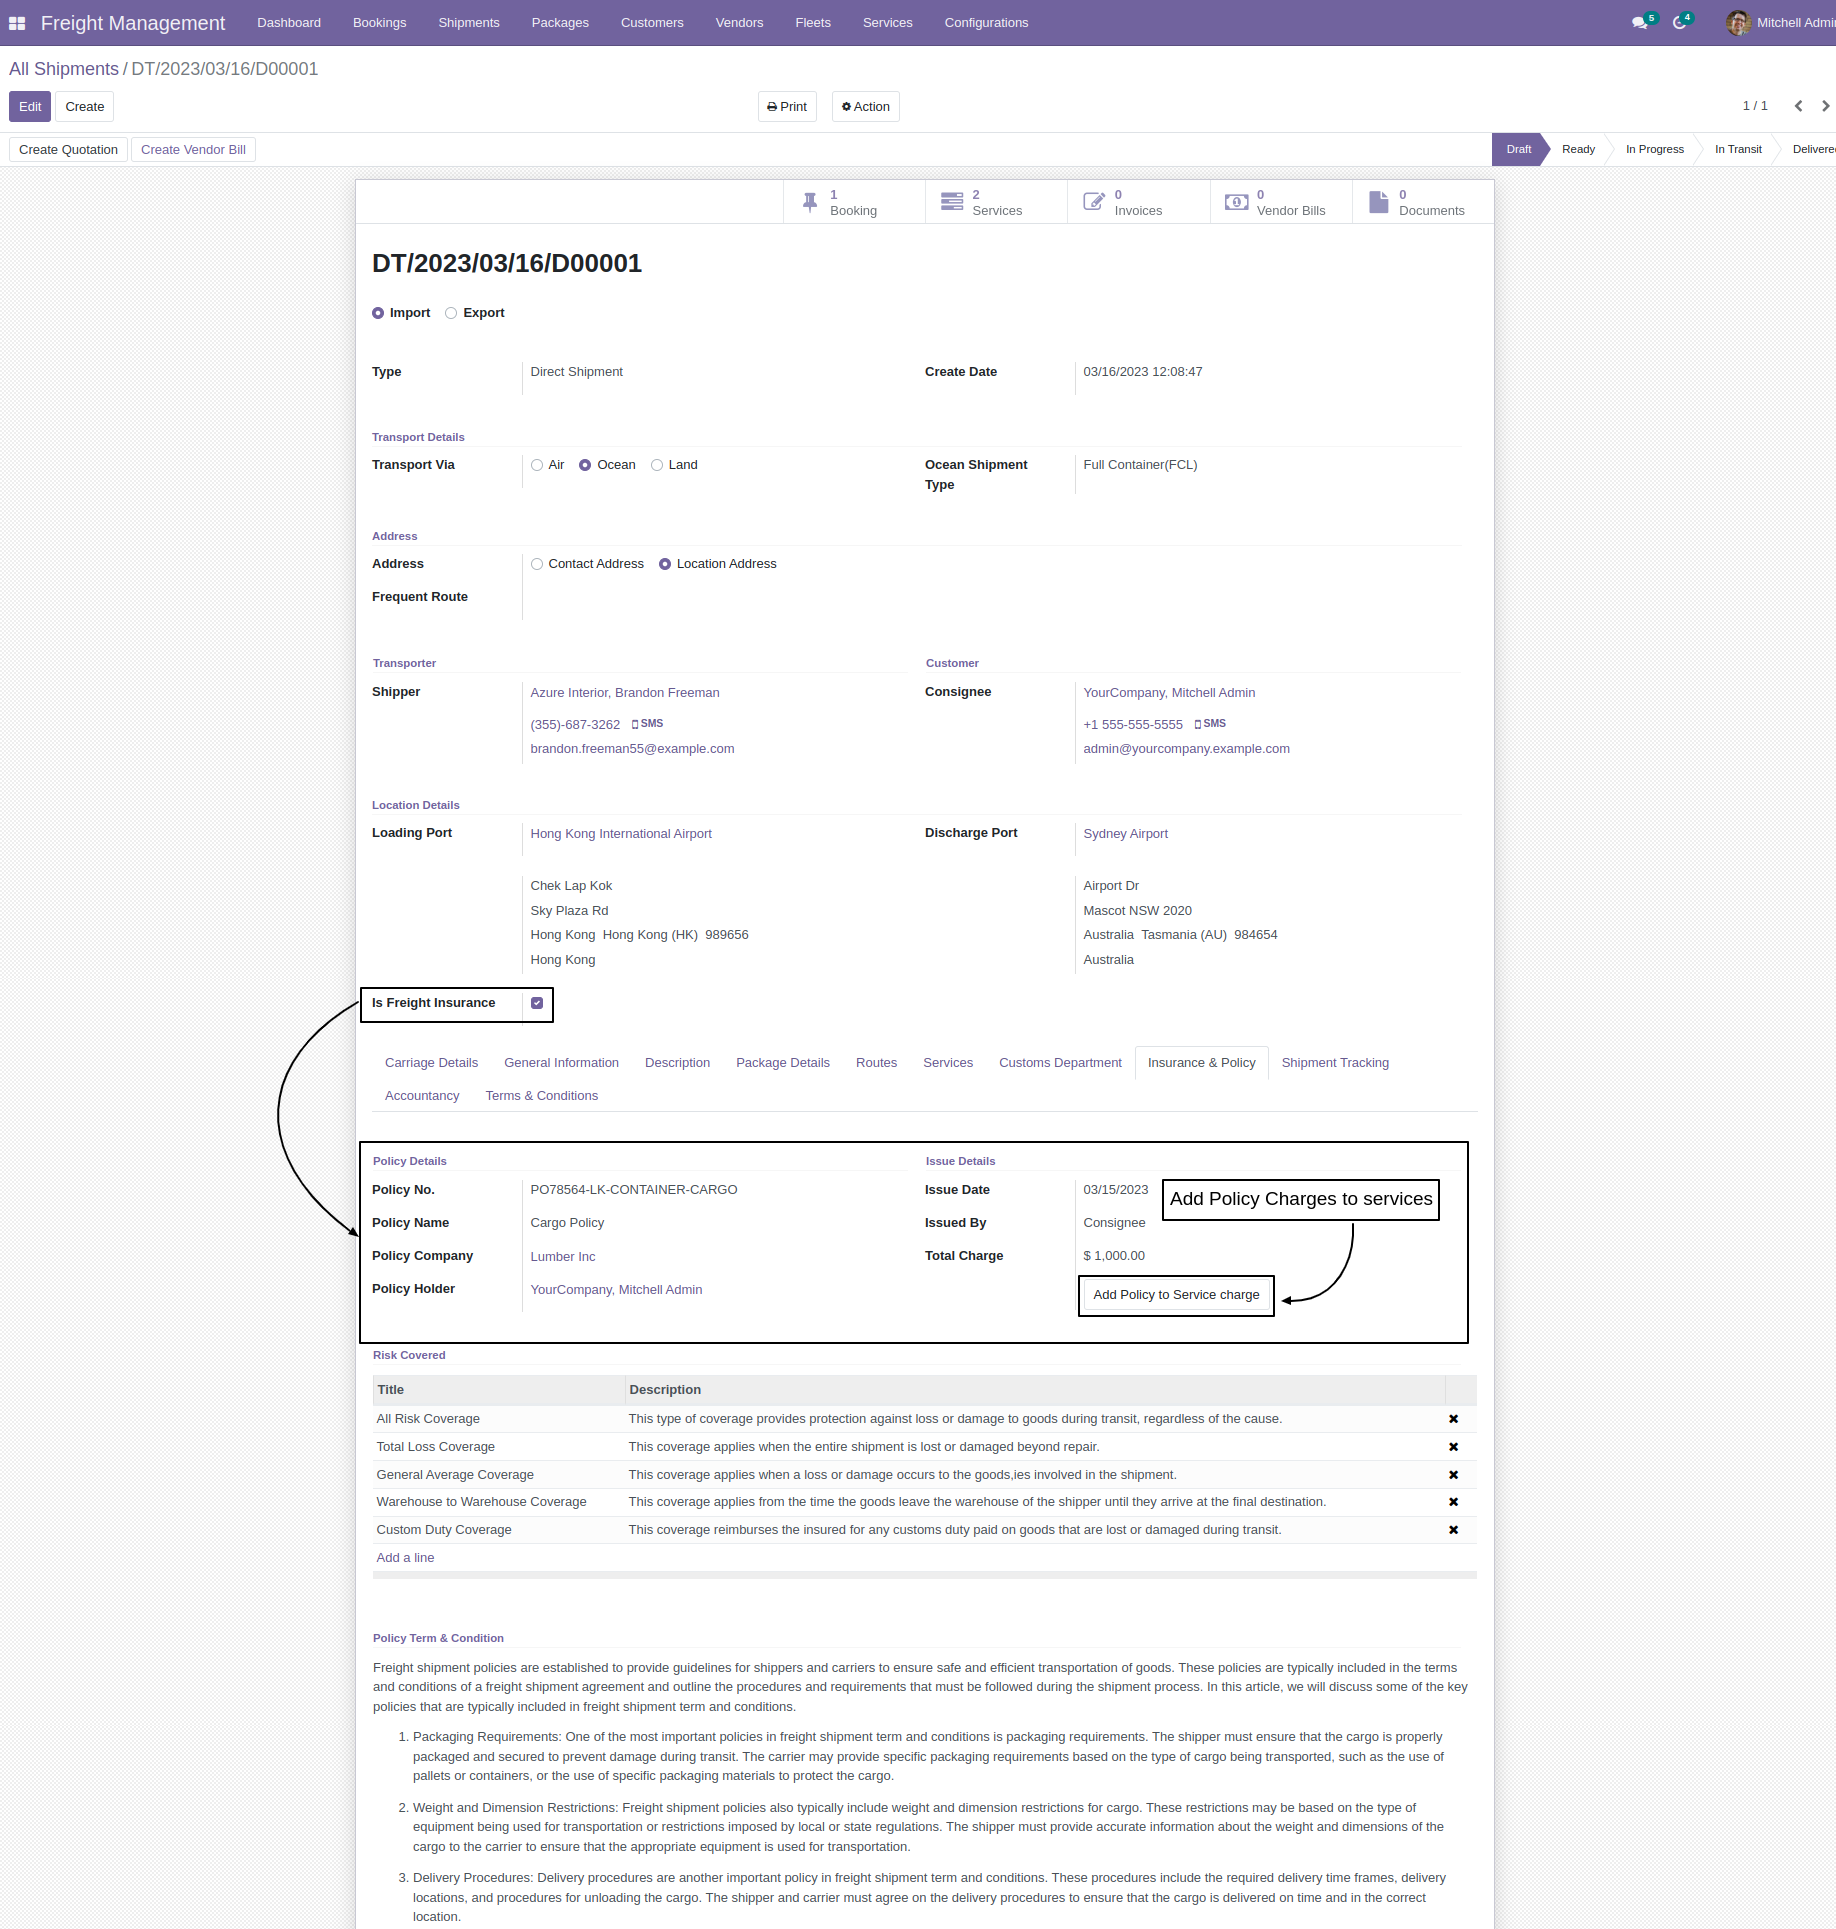 Freight Management Dashboard Bookings Shipments Packages Customers Vendors Fleets Services Configurations 5 4
All Shipments / DT/2023/03/16/D00001
Edit Create Print Action 1 / 1
Create Quotation Create Vendor Bill Draft Ready In Progress In Transit
1 2 0 0 0
Booking Services Invoices Vendor Bills Documents
DT/2023/03/16/D00001
Import Export
Type Direct Shipment Create Date 03/16/2023 12:08:47
Transport Details
Transport Via Air Ocean Land Ocean Shipment Full Container(FCL)
Type
Address
Address Contact Address Location Address
Frequent Route
Transporter Customer
Shipper Azure Interior, Brandon Freeman Consignee YourCompany, Mitchell Admin
(355)-687-3262 SMS +1 555-555-5555 SMS
brandon.freeman55@example.com admin@yourcompany.example.com
Location Details
Loading Port Hong Kong International Airport Discharge Port Sydney Airport
Chek Lap Kok Airport Dr
Sky Plaza Rd Mascot NSW 2020
Hong Kong Hong Kong (HK) 989656 Australia Tasmania (AU) 984654
Hong Kong Australia
Is Freight Insurance
Carriage Details General Information Description Package Details Routes Services Customs Department Insurance & Policy Shipment Tracking
Accountancy Terms & Conditions
Policy Details Issue Details
Policy No. PO78564-LK-CONTAINER-CARGO Issue Date 03/15/2023 Add Policy Charges to services
Policy Name Cargo Policy Issued By Consignee
Policy Company Lumber Inc Total Charge $ 1,000.00
Policy Holder YourCompany, Mitchell Admin Add Policy to Service charge
Risk Covered
Title Description
All Risk Coverage This type of coverage provides protection against loss or damage to goods during transit, regardless of the cause.
Total Loss Coverage This coverage applies when the entire shipment is lost or damaged beyond repair.
General Average Coverage This coverage applies when a loss or damage occurs to the goods,ies involved in the shipment.
Warehouse to Warehouse Coverage This coverage applies from the time the goods leave the warehouse of the shipper until they arrive at the final destination.
Custom Duty Coverage This coverage reimburses the insured for any customs duty paid on goods that are lost or damaged during transit.
Add a line
Policy Term & Condition
Freight shipment policies are established to provide guidelines for shippers and carriers to ensure safe and efficient transportation of goods. These policies are typically included in the terms
and conditions of a freight shipment agreement and outline the procedures and requirements that must be followed during the shipment process. In this article, we will discuss some of the key
policies that are typically included in freight shipment term and conditions.
1. Packaging Requirements: One of the most important policies in freight shipment term and conditions is packaging requirements. The shipper must ensure that the cargo is properly
packaged and secured to prevent damage during transit. The carrier may provide specific packaging requirements based on the type of cargo being transported, such as the use of
pallets or containers, or the use of specific packaging materials to protect the cargo.
2. Weight and Dimension Restrictions: Freight shipment policies also typically include weight and dimension restrictions for cargo. These restrictions may be based on the type of
equipment being used for transportation or restrictions imposed by local or state regulations. The shipper must provide accurate information about the weight and dimensions of the
cargo to the carrier to ensure that the appropriate equipment is used for transportation.
3. Delivery Procedures: Delivery procedures are another important policy in freight shipment term and conditions. These procedures include the required delivery time frames, delivery
locations, and procedures for unloading the cargo. The shipper and carrier must agree on the delivery procedures to ensure that the cargo is delivered on time and in the correct
location.